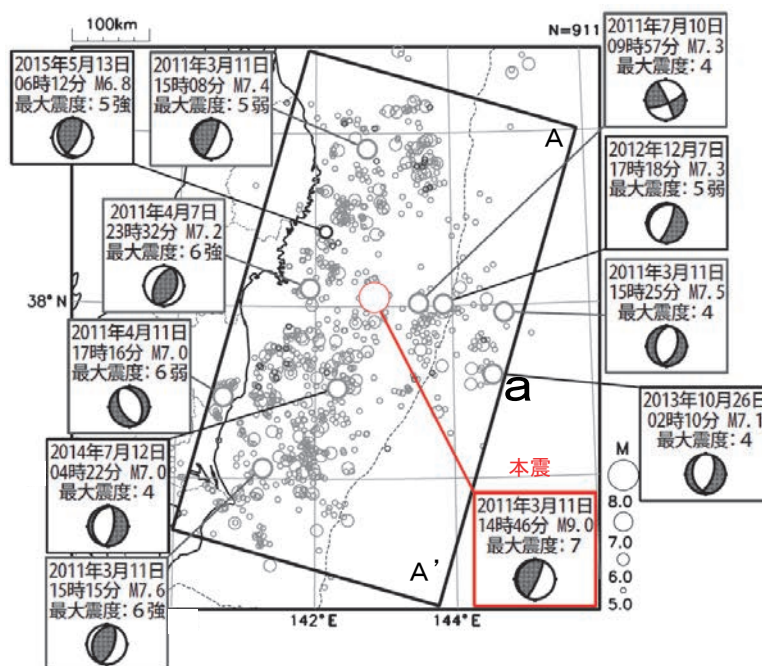 100km
N=911
2015年5月13日
06時12分 M6.8
最大震度:5強
2011年3月11日
15時08分 M7.4
最大震度:5弱
2011年7月10日
09時57分 M7.3
最大震度:4
A
2012年12月7日
17時18分 M7.3
最大震度:5弱
2011年4月7日
23時32分 M7.2
最大震度:6強
38°N
2011年3月11日
15時25分 M7.5
最大震度:4
2011年4月11日
17時16分 M7.0
最大震度:6弱
a
2013年10月26日
02時10分 M7.1
最大震度:4
2014年7月12日
04時22分 M7.0
最大震度:4
本震
2011年3月11日
14時46分 M9.0
最大震度:7
M
8.0
7.0
6.0
5.0
2011年3月11日
15時15分 M7.6
最大震度:6強
A'
142°E
144°E